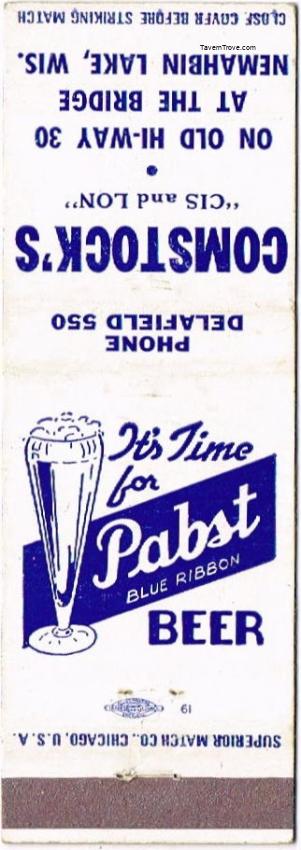 TavernTrove.com
CLOSE COVER BEFORE STRIKING MATCH
COMSTOCK'S
"CIS and LON"
•
ON OLD HI-WAY 30
AT THE BRIDGE
NEMAHBIN LAKE, WIS.
PHONE
DELAFIELD 550
It's Time
for
Pabst
BLUE RIBBON
BEER
19
SUPERIOR MATCH CO., CHICAGO, U.S.A.